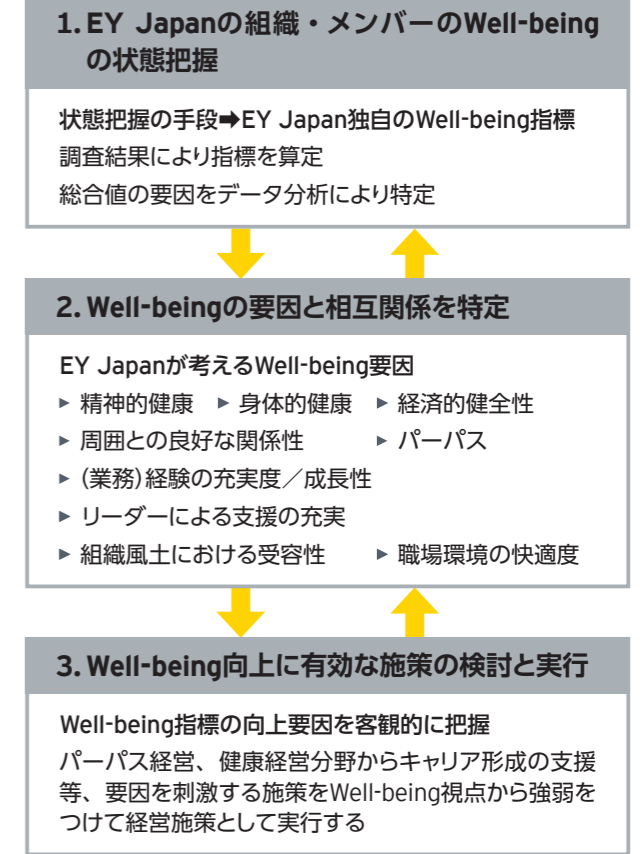 1. EY Japanの組織・メンバーのWell-being
の状態把握
状態把握の手段➡EY Japan独自のWell-being指標
調査結果により指標を算定
総合値の要因をデータ分析により特定
2. Well-beingの要因と相互関係を特定
EY Japanが考えるWell-being要因
▸ 精神的健康 ▸ 身体的健康 ▸ 経済的健全性
▸ 周囲との良好な関係性 ▸ パーパス
▸ (業務)経験の充実度／成長性
▸ リーダーによる支援の充実
▸ 組織風土における受容性 ▸ 職場環境の快適度
3. Well-being向上に有効な施策の検討と実行
Well-being指標の向上要因を客観的に把握
パーパス経営、健康経営分野からキャリア形成の支援
等、要因を刺激する施策をWell-being視点から強弱を
つけて経営施策として実行する